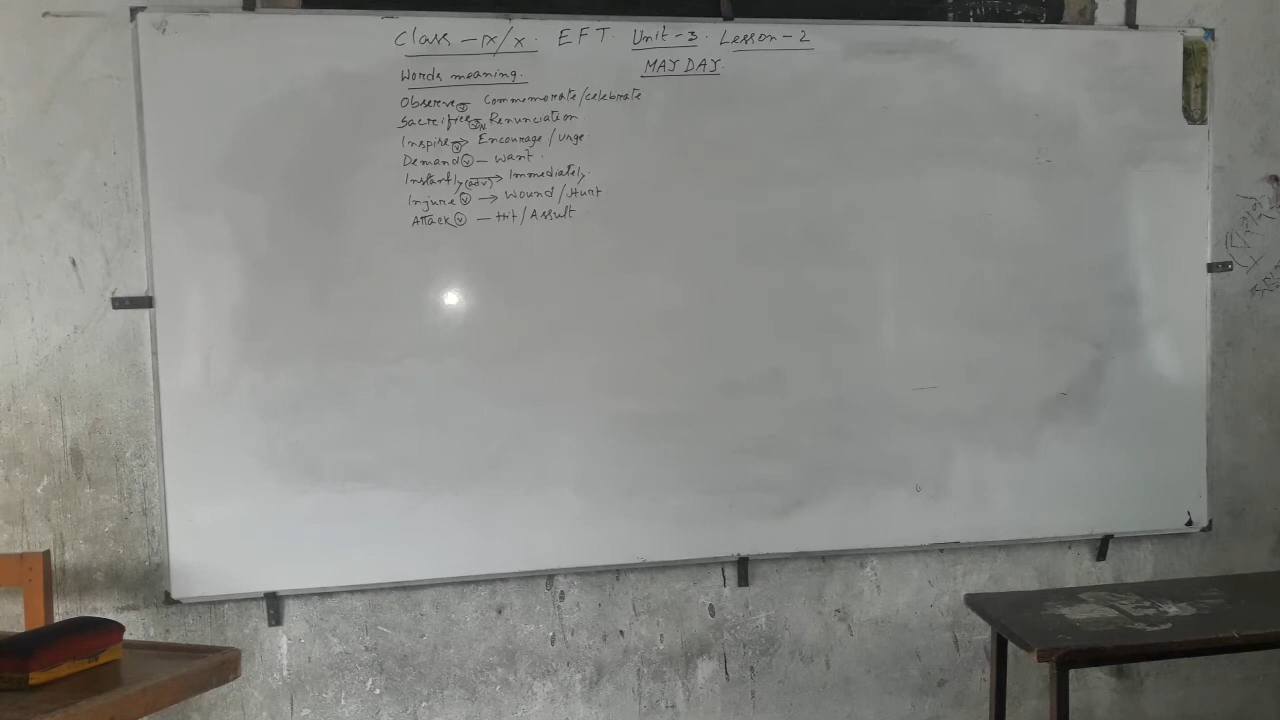 Class - IX/X. EFT. Unit-3. Lesson-2
MAY DAY.
Words meaning.
Observe (v) Commemorate/celebrate
Sacrifice (v) N Renunciation
Inspire (v) → Encourage/urge.
Demand (v) - want.
Instantly (adv) → Immediately.
Injure (v) → Wound/Hurt
Attack (v) - Hit/Assult